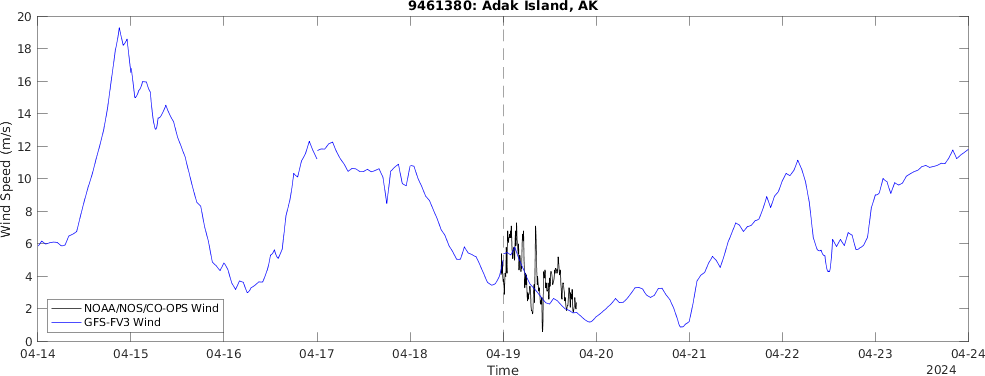 9461380: Adak Island, AK
20
18
16
14
12
10
8
6
4
2
0
Wind Speed (m/s)
NOAA/NOS/CO-OPS Wind
GFS-FV3 Wind
04-14 04-15 04-16 04-17 04-18 04-19 04-20 04-21 04-22 04-23 04-24
Time
2024